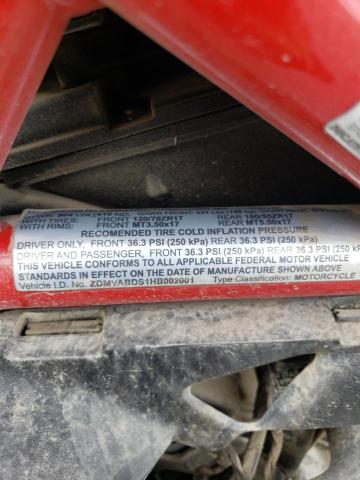 WITH TIRES: FRONT 120/70ZR17 REAR 180/55ZR17
WITH RIMS: FRONT MT3.50x17 REAR MT5.50x17
RECOMENDED TIRE COLD INFLATION PRESSURE
DRIVER ONLY, FRONT 36.3 PSI (250 kPa) REAR 36.3 PSI (250 kPa)
DRIVER AND PASSENGER, FRONT 36.3 PSI (250 kPa) REAR 36.3 PSI (250 kPa)
THIS VEHICLE CONFORMS TO ALL APPLICABLE FEDERAL MOTOR VEHICLE
STANDARDS IN EFFECT ON THE DATE OF MANUFACTURE SHOWN ABOVE
Vehicle I.D. No. ZDMVABDS1HB002001 Type Classification: MOTORCYCLE